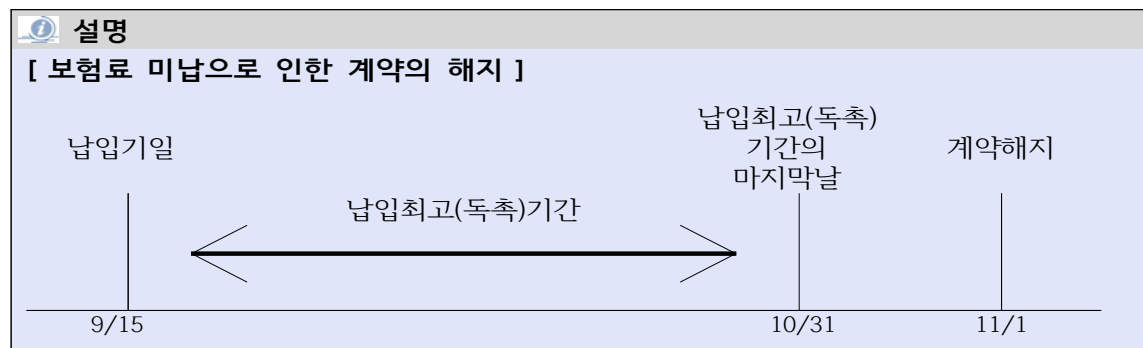 설명
[ 보험료 미납으로 인한 계약의 해지 ]
납입기일
납입최고(독촉)
기간의
마지막날
계약해지
납입최고(독촉)기간
9/15
10/31
11/1